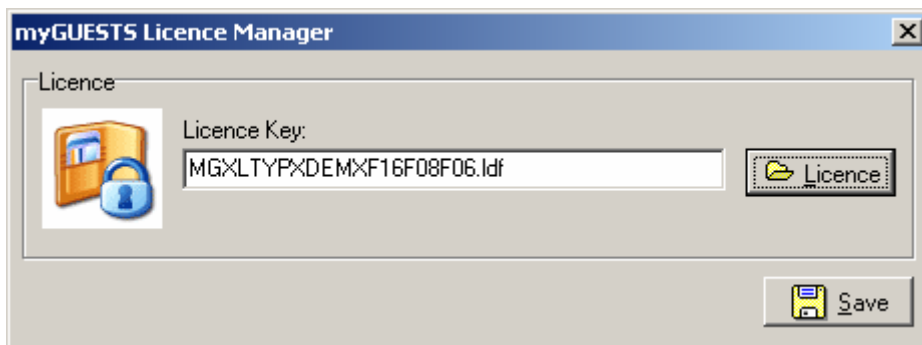 myGUESTS Licence Manager
Licence
Licence Key:
MGXLTYPXDEMXF16F08F06.ldf
Licence
Save